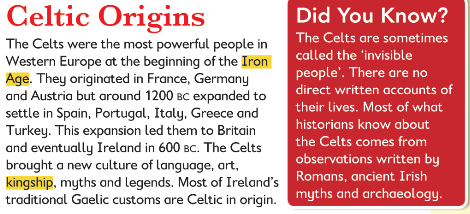 Celtic Origins
The Celts were the most powerful people in
Western Europe at the beginning of the Iron
Age. They originated in France, Germany
and Austria but around 1200 BC expanded to
settle in Spain, Portugal, Italy, Greece and
Turkey. This expansion led them to Britain
and eventually Ireland in 600 BC. The Celts
brought a new culture of language, art,
kingship, myths and legends. Most of Ireland's
traditional Gaelic customs are Celtic in origin.
Did You Know?
The Celts are sometimes
called the ‘invisible
people’. There are no
direct written accounts of
their lives. Most of what
historians know about
the Celts comes from
observations written by
Romans, ancient Irish
myths and archaeology.